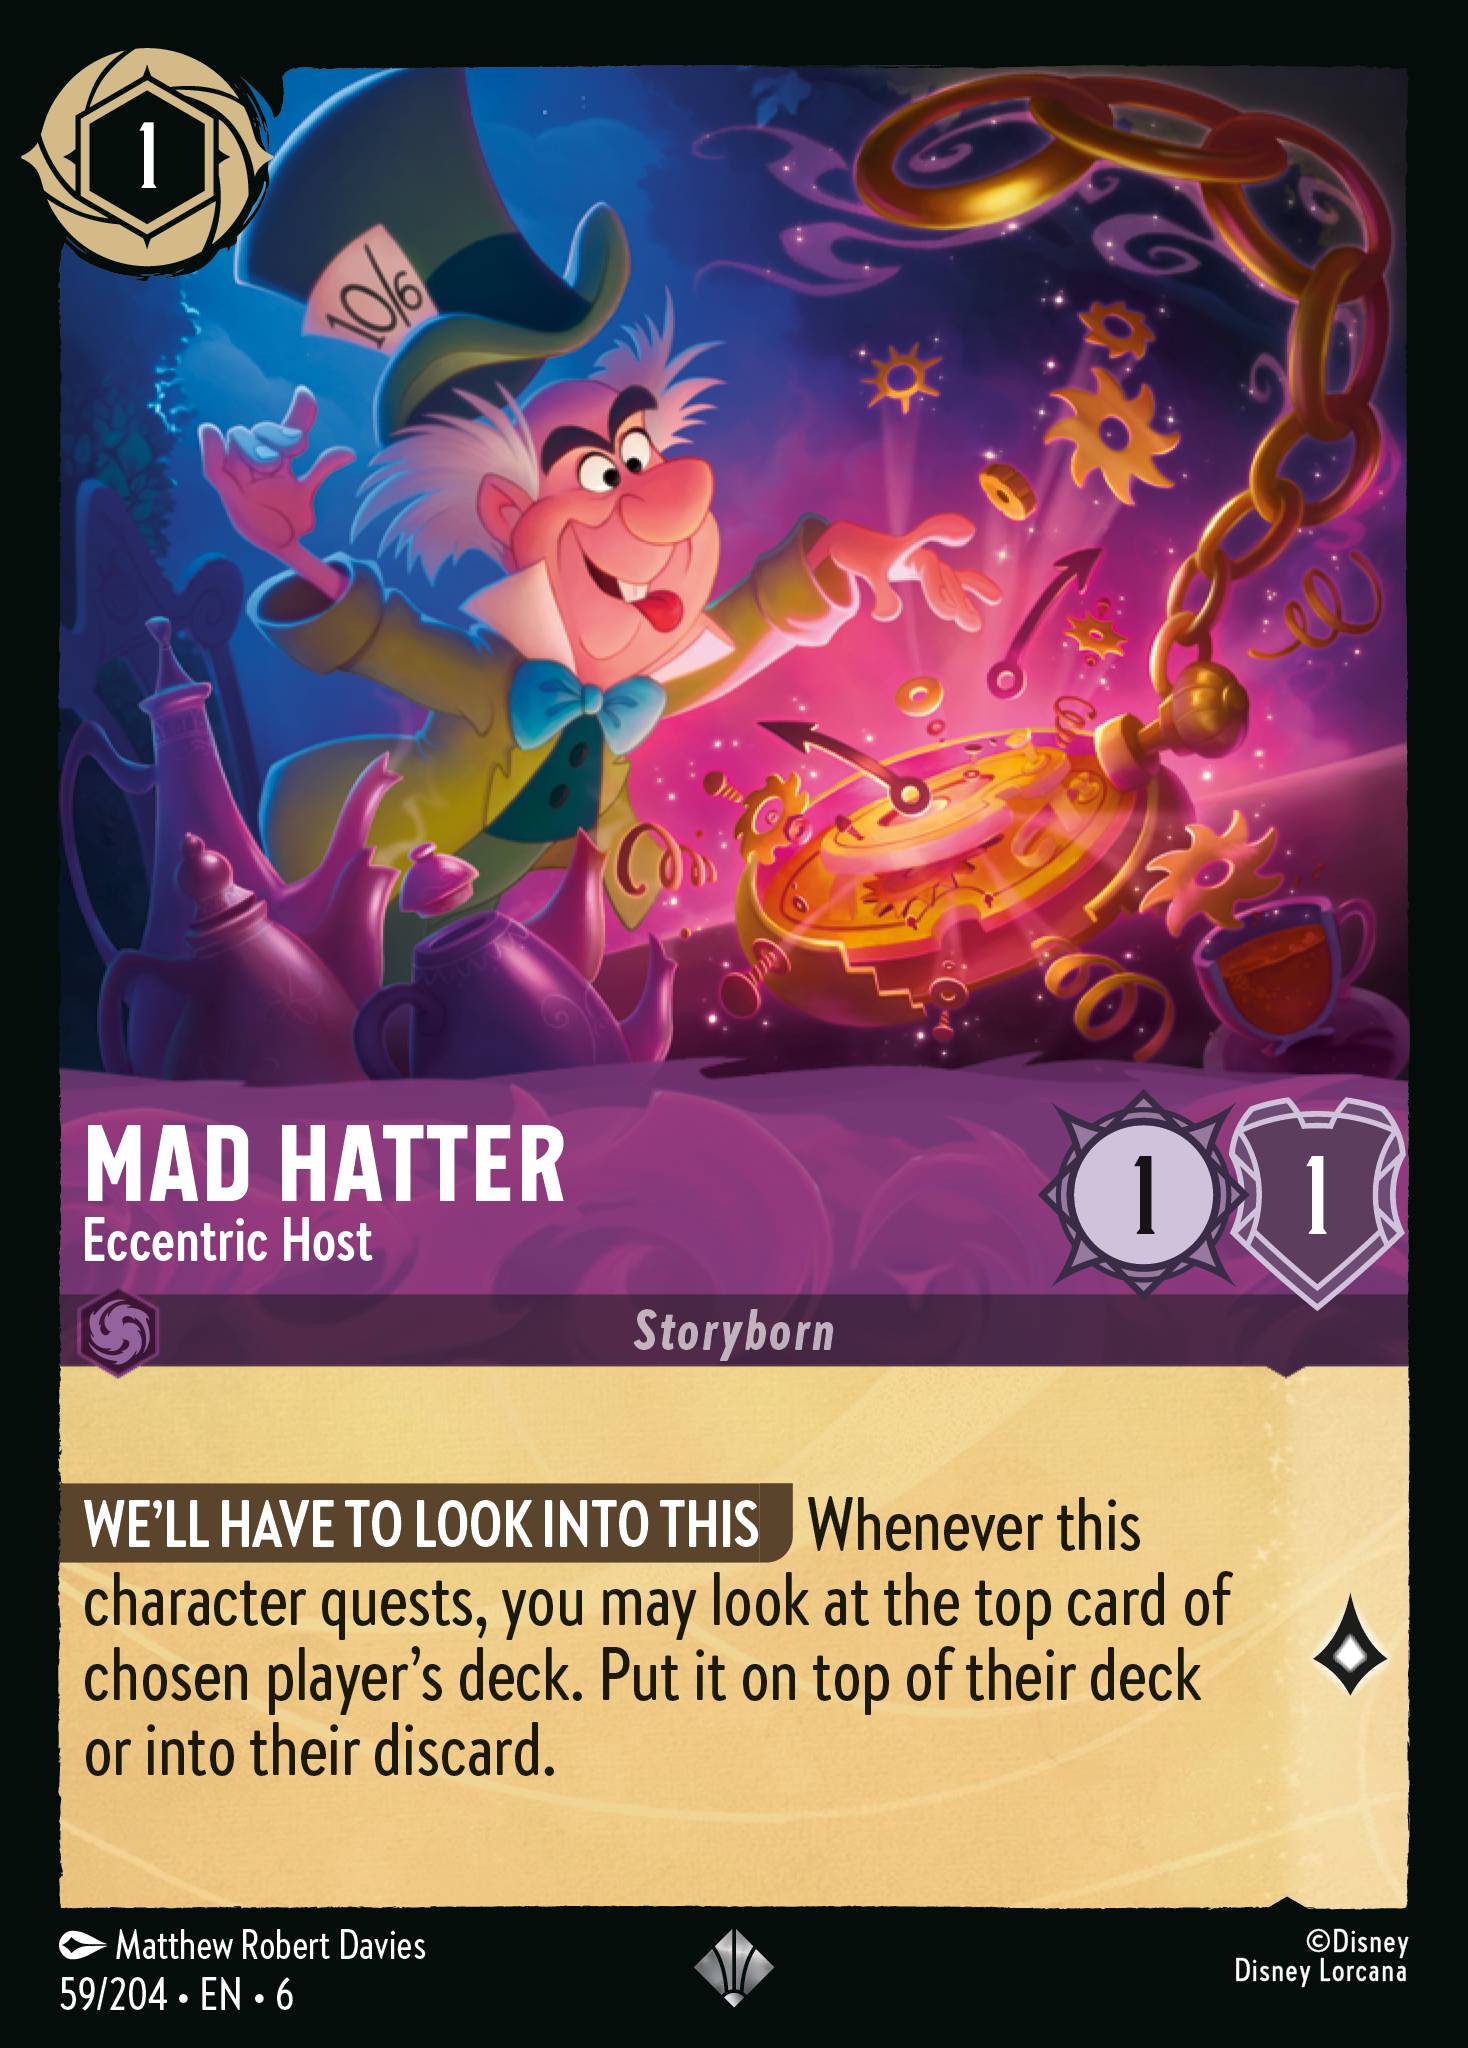 1
10/6
MAD HATTER
Eccentric Host
1 1
Storyborn
WE'LL HAVE TO LOOK INTO THIS Whenever this
character quests, you may look at the top card of
chosen player's deck. Put it on top of their deck
or into their discard.
Matthew Robert Davies
59/204 • EN • 6
©Disney
Disney Lorcana